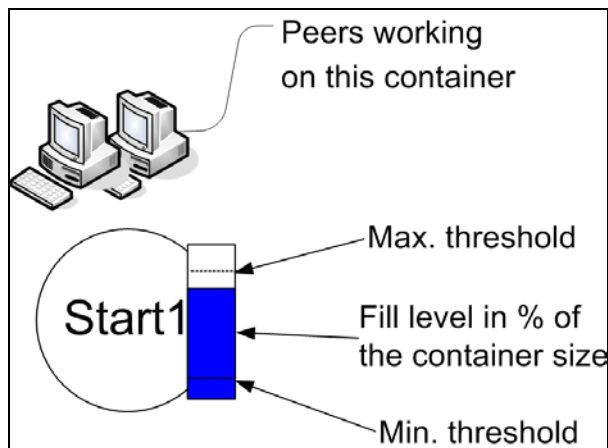 Peers working
on this container
Max. threshold
Start1
Fill level in % of
the container size
Min. threshold